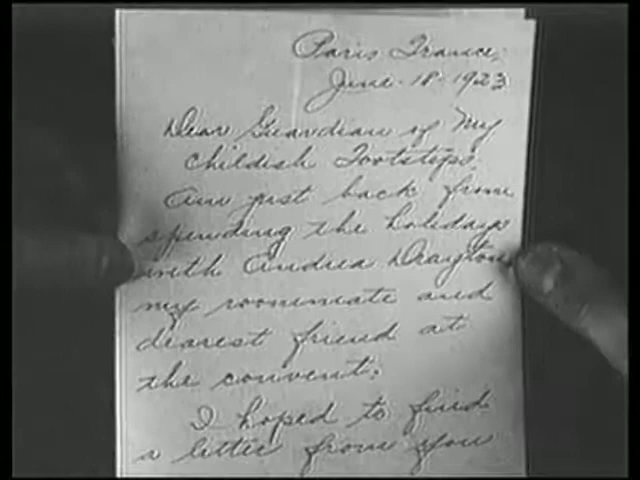 Paris France,
June - 18 - 1923
Dear Guardian of My
Childish Footsteps,
Am just back from
spending the holidays
with Andrea Drayton
my roommate and
dearest friend at
the convent.
I hoped to find
a letter from you